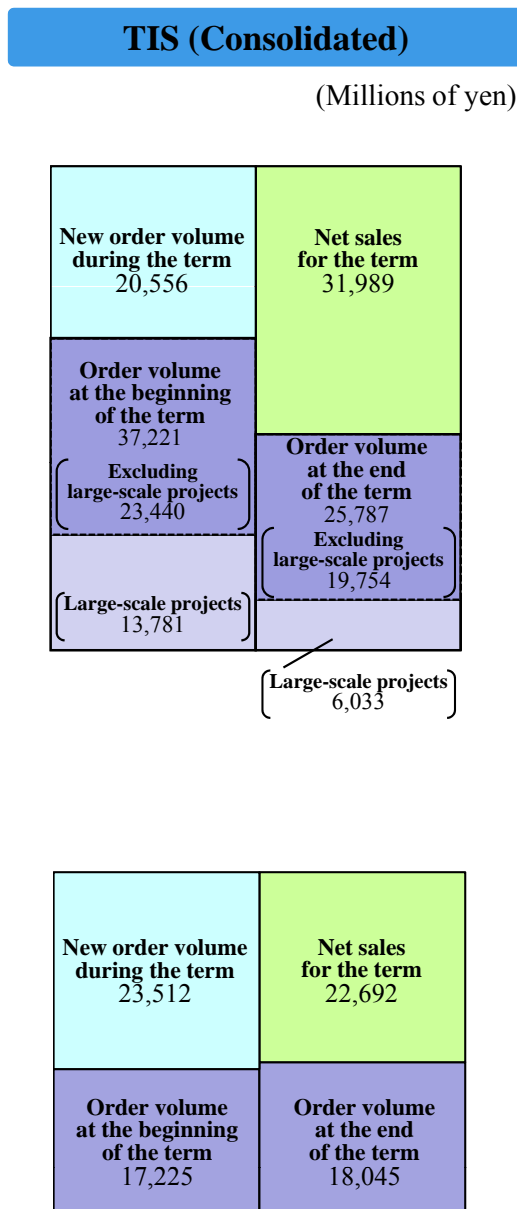 TIS (Consolidated)
(Millions of yen)
New order volume
during the term
20,556
Net sales
for the term
31,989
Order volume
at the beginning
of the term
37,221
Excluding
large-scale projects
23,440
Large-scale projects
13,781
Order volume
at the end
of the term
25,787
Excluding
large-scale projects
19,754
Large-scale projects
6,033
New order volume
during the term
23,512
Net sales
for the term
22,692
Order volume
at the beginning
of the term
17,225
Order volume
at the end
of the term
18,045